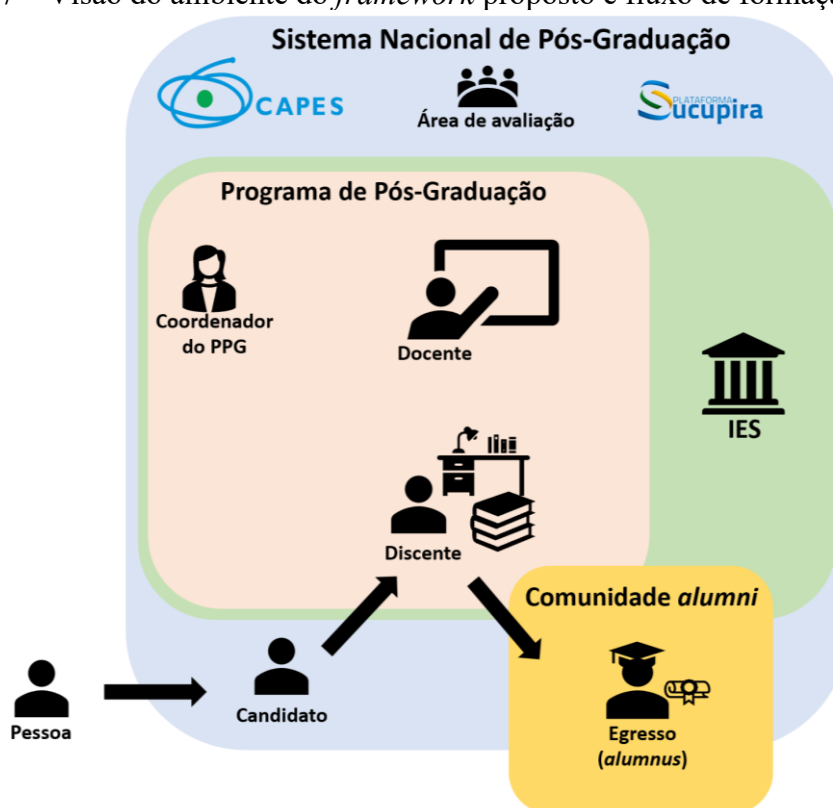 / – Visão do ambiente do framework proposto e fluxo de formaçã
Sistema Nacional de Pós-Graduação
CAPES
Área de avaliação
PLATAFORMA
Sucupira
Programa de Pós-Graduação
Coordenador
do PPG
Docente
IES
Discente
Comunidade alumni
Pessoa
Candidato
Egresso
(alumnus)